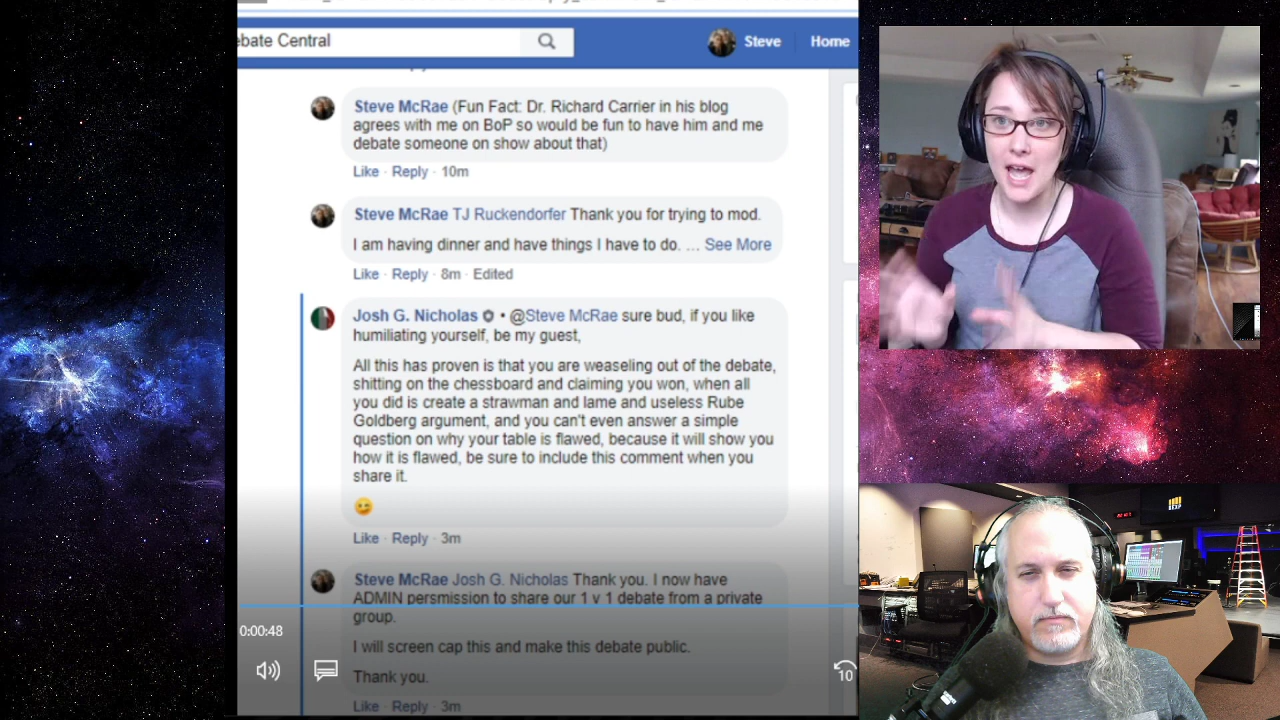 ebate Central
Steve
Home
Steve McRae (Fun Fact: Dr. Richard Carrier in his blog
agrees with me on BoP so would be fun to have him and me
debate someone on show about that)
Like · Reply · 10m
Steve McRae TJ Ruckendorfer Thank you for trying to mod.
I am having dinner and have things I have to do. ... See More
Like · Reply · 8m · Edited
Josh G. Nicholas • @Steve McRae sure bud, if you like
humiliating yourself, be my guest,
All this has proven is that you are weaseling out of the debate,
shitting on the chessboard and claiming you won, when all
you did is create a strawman and lame and useless Rube
Goldberg argument, and you can't even answer a simple
question on why your table is flawed, because it will show you
how it is flawed, be sure to include this comment when you
share it.
Like · Reply · 3m
Steve McRae Josh G. Nicholas Thank you. I now have
ADMIN persmission to share our 1 v 1 debate from a private
group.
I will screen cap this and make this debate public.
Thank you.
Like · Reply · 3m
0:00:48
10